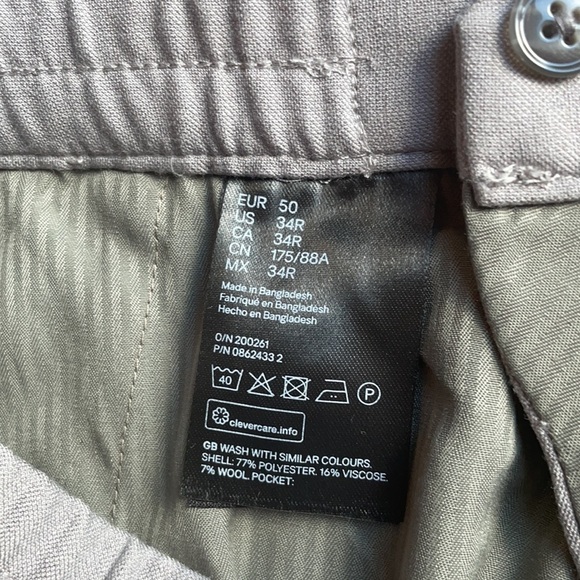 EUR 50
US 34R
CA 34R
CN 175/88A
MX 34R
Made in Bangladesh
Fabriqué en Bangladesh
Hecho en Bangladesh
O/N 200261
P/N 0862433 2
40 P
clevercare.info
GB WASH WITH SIMILAR COLOURS.
SHELL: 77% POLYESTER. 16% VISCOSE.
7% WOOL. POCKET: